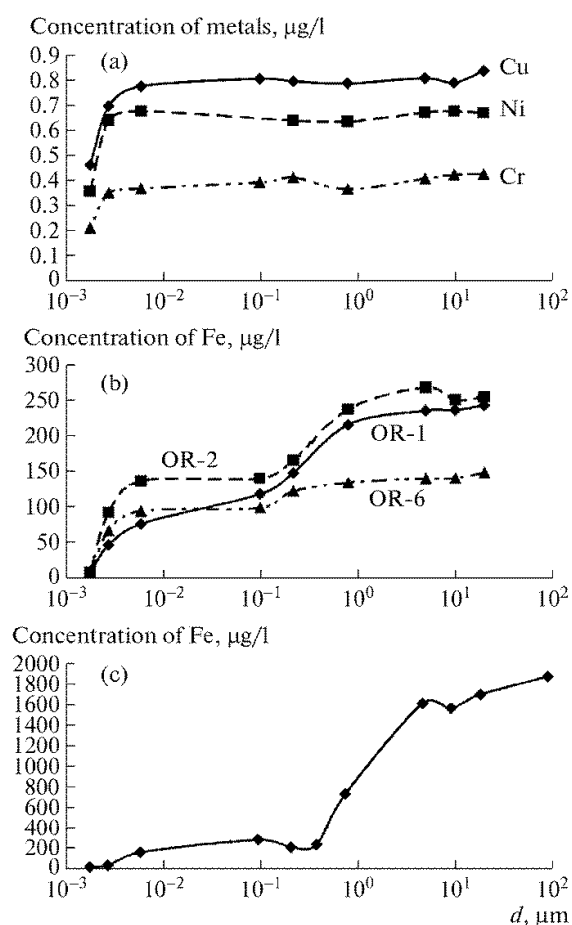 Concentration of metals, µg/l
0.9
(a)
Cu
0.8
0.7
Ni
0.6
0.5
0.4
Cr
0.3
0.2
0.1
0
10⁻³ 10⁻² 10⁻¹ 10⁰ 10¹ 10²
Concentration of Fe, µg/l
300
(b)
250
OR-1
200
OR-2
150
OR-6
100
50
0
10⁻³ 10⁻² 10⁻¹ 10⁰ 10¹ 10²
Concentration of Fe, µg/l
2000
(c)
1800
1600
1400
1200
1000
800
600
400
200
0
10⁻³ 10⁻² 10⁻¹ 10⁰ 10¹ 10²
d, µm